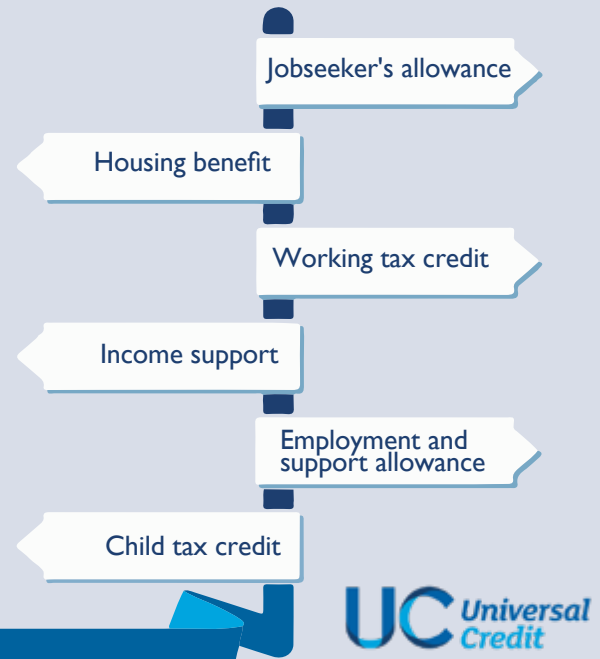 Jobseeker's allowance
Housing benefit
Working tax credit
Income support
Employment and
support allowance
Child tax credit
UC Universal
Credit